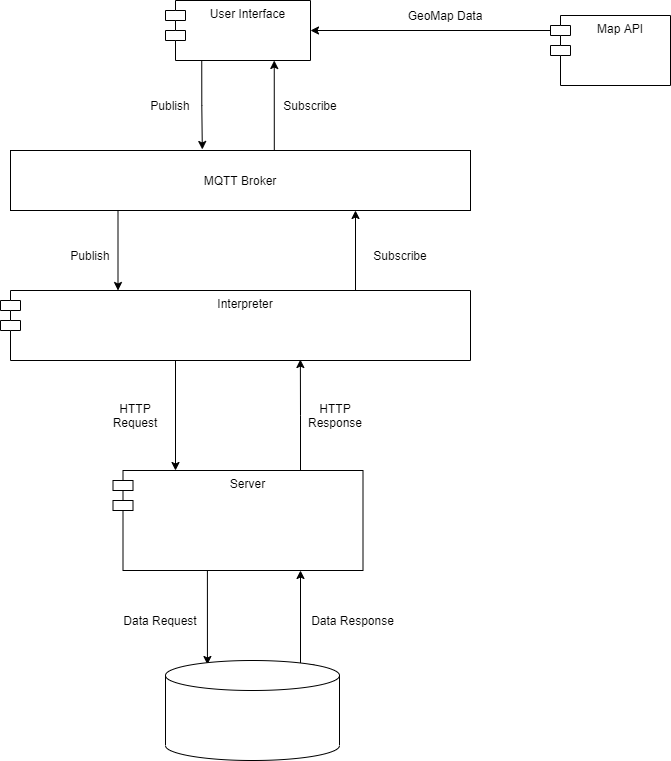 User Interface
GeoMap Data
Map API
Publish
Subscribe
MQTT Broker
Publish
Subscribe
Interpreter
HTTP
Request
HTTP
Response
Server
Data Request
Data Response